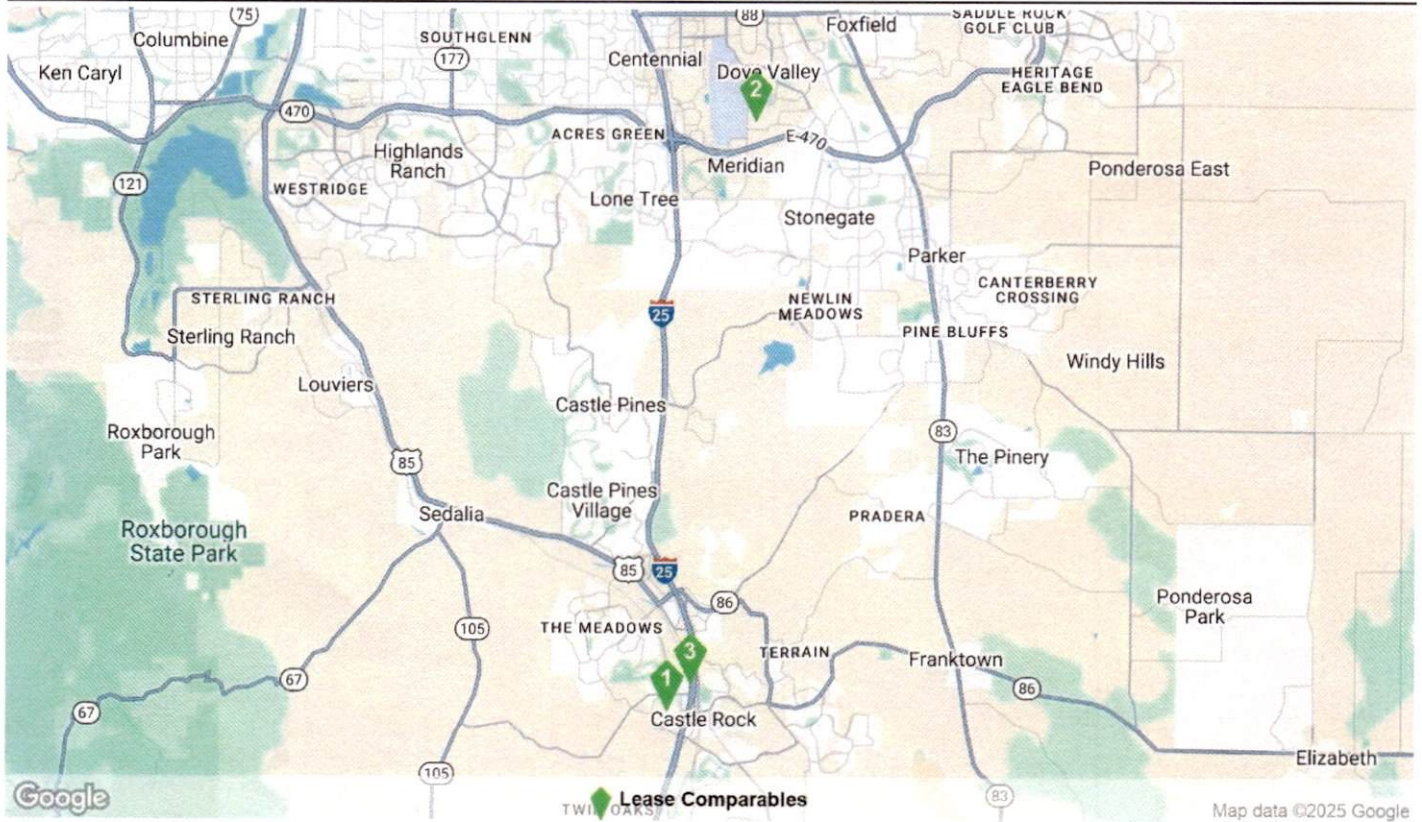 75
88
SADDLE ROCK
GOLF CLUB
Columbine
SOUTHGLENN
Foxfield
177
Centennial
Ken Caryl
Dove Valley
2
HERITAGE
EAGLE BEND
470
ACRES GREEN
E-470
Highlands
Ranch
Meridian
Ponderosa East
121
WESTRIDGE
Lone Tree
Stonegate
Parker
STERLING RANCH
CANTERBERRY
CROSSING
NEWLIN
MEADOWS
25
Sterling Ranch
PINE BLUFFS
Windy Hills
Louviers
Castle Pines
Roxborough
Park
83
85
The Pinery
Castle Pines
Village
Sedalia
PRADERA
Roxborough
State Park
85
25
86
Ponderosa
Park
105
THE MEADOWS
3
TERRAIN
Franktown
1
67
86
67
Castle Rock
Elizabeth
105
Google
Lease Comparables
TWIN OAKS
83
Map data ©2025 Google